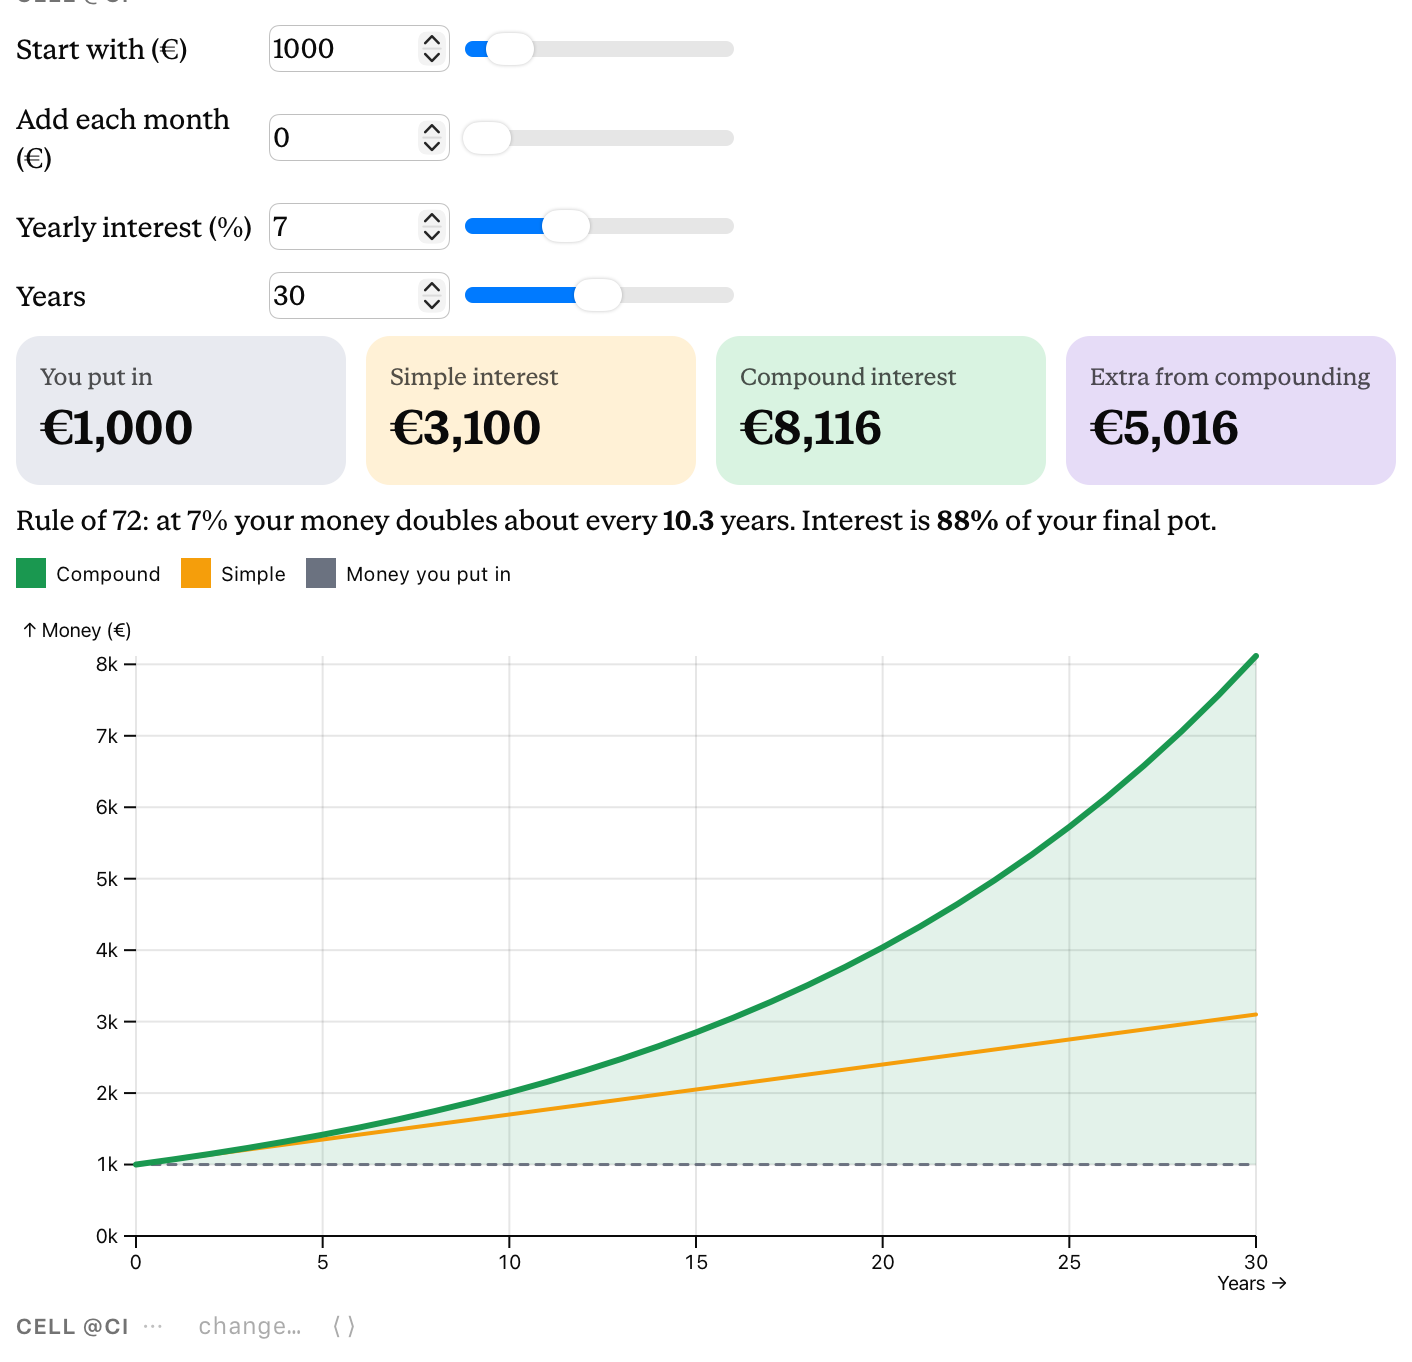 CELL @CI
Start with (€)
1000
Add each month
(€)
0
Yearly interest (%)
7
Years
30
You put in
€1,000
Simple interest
€3,100
Compound interest
€8,116
Extra from compounding
€5,016
Rule of 72: at 7% your money doubles about every 10.3 years. Interest is 88% of your final pot.
Compound
Simple
Money you put in
↑ Money (€)
8k
7k
6k
5k
4k
3k
2k
1k
0k
0 5 10 15 20 25 30
Years →
CELL @CI ··· change… ⟨ ⟩